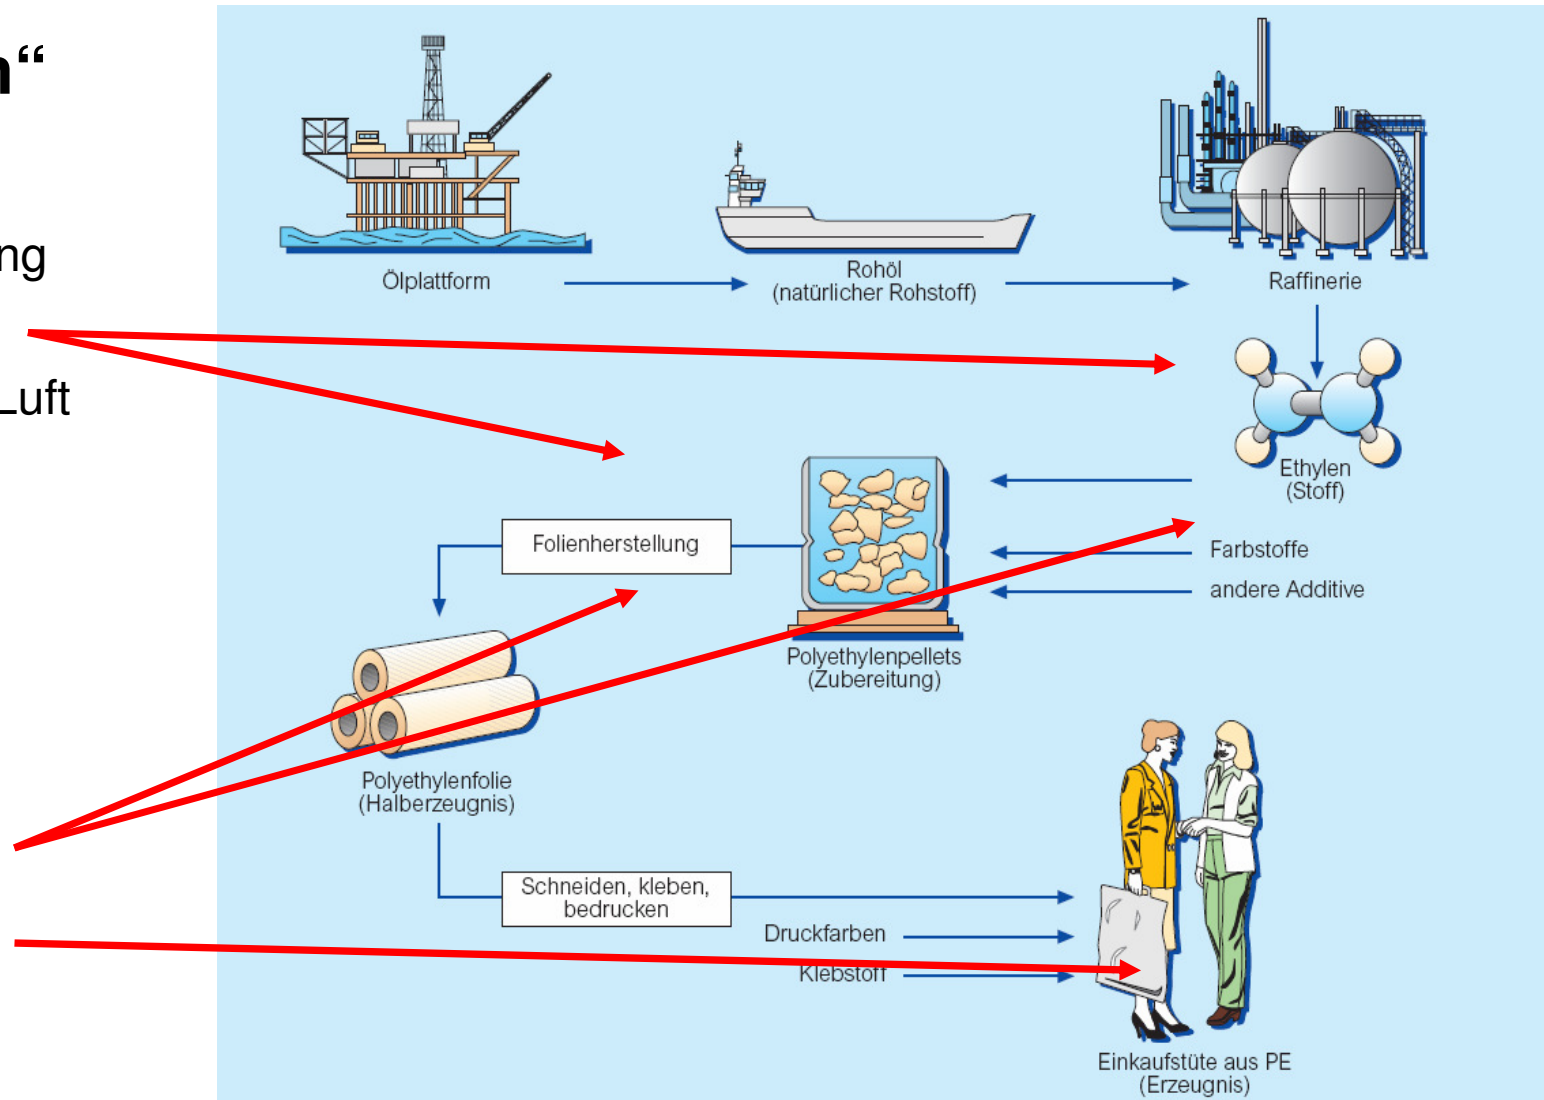 n“
ng
Luft
Ölplattform
Rohöl
(natürlicher Rohstoff)
Raffinerie
Ethylen
(Stoff)
Farbstoffe
andere Additive
Folienherstellung
Polyethylenpellets
(Zubereitung)
Polyethylenfolie
(Halberzeugnis)
Schneiden, kleben,
bedrucken
Druckfarben
Klebstoff
Einkaufstüte aus PE
(Erzeugnis)